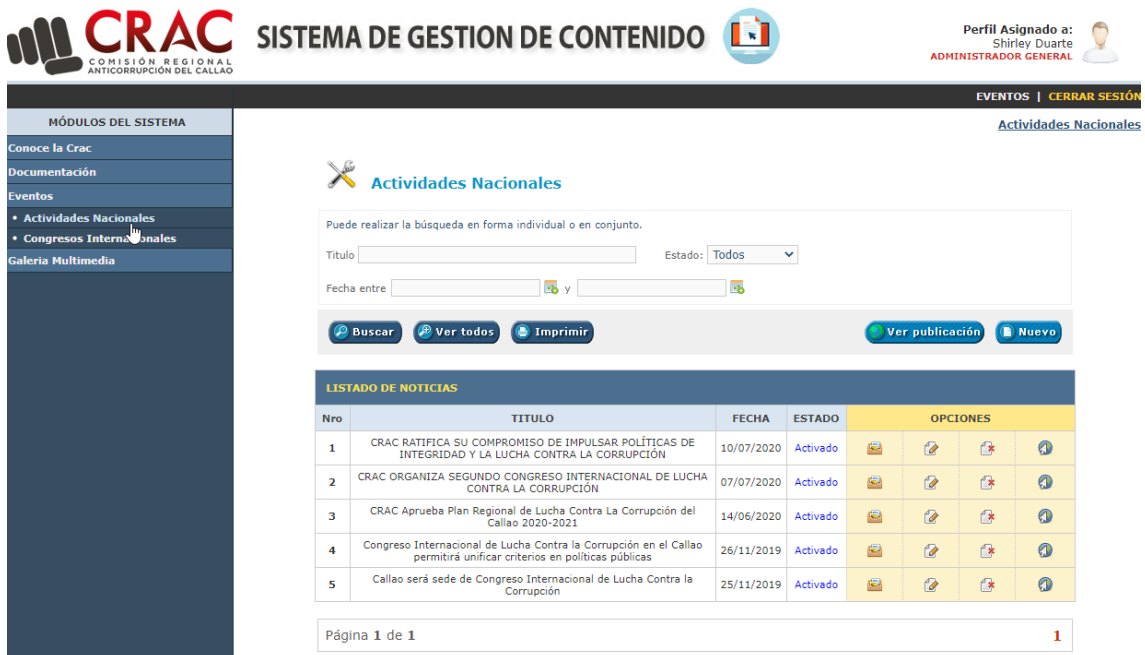 CRAC
COMISIÓN REGIONAL
ANTICORRUPCIÓN DEL CALLAO
SISTEMA DE GESTION DE CONTENIDO
Perfil Asignado a:
Shirley Duarte
ADMINISTRADOR GENERAL
EVENTOS | CERRAR SESIÓN
MÓDULOS DEL SISTEMA
Conoce la Crac
Documentación
Eventos
• Actividades Nacionales
• Congresos Internacionales
Galeria Multimedia
Actividades Nacionales
Actividades Nacionales
Puede realizar la búsqueda en forma individual o en conjunto.
Titulo Estado: Todos
Fecha entre y
Buscar Ver todos Imprimir Ver publicación Nuevo
LISTADO DE NOTICIAS
Nro TITULO FECHA ESTADO OPCIONES
1 CRAC RATIFICA SU COMPROMISO DE IMPULSAR POLÍTICAS DE
INTEGRIDAD Y LA LUCHA CONTRA LA CORRUPCIÓN 10/07/2020 Activado
2 CRAC ORGANIZA SEGUNDO CONGRESO INTERNACIONAL DE LUCHA
CONTRA LA CORRUPCIÓN 07/07/2020 Activado
3 CRAC Aprueba Plan Regional de Lucha Contra La Corrupción del
Callao 2020-2021 14/06/2020 Activado
4 Congreso Internacional de Lucha Contra la Corrupción en el Callao
permitirá unificar criterios en políticas públicas 26/11/2019 Activado
5 Callao será sede de Congreso Internacional de Lucha Contra la
Corrupción 25/11/2019 Activado
Página 1 de 1 1